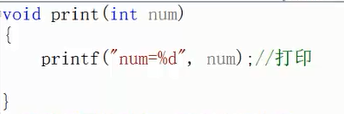 void print(int num)
{
printf("num=%d", num);//打印
}